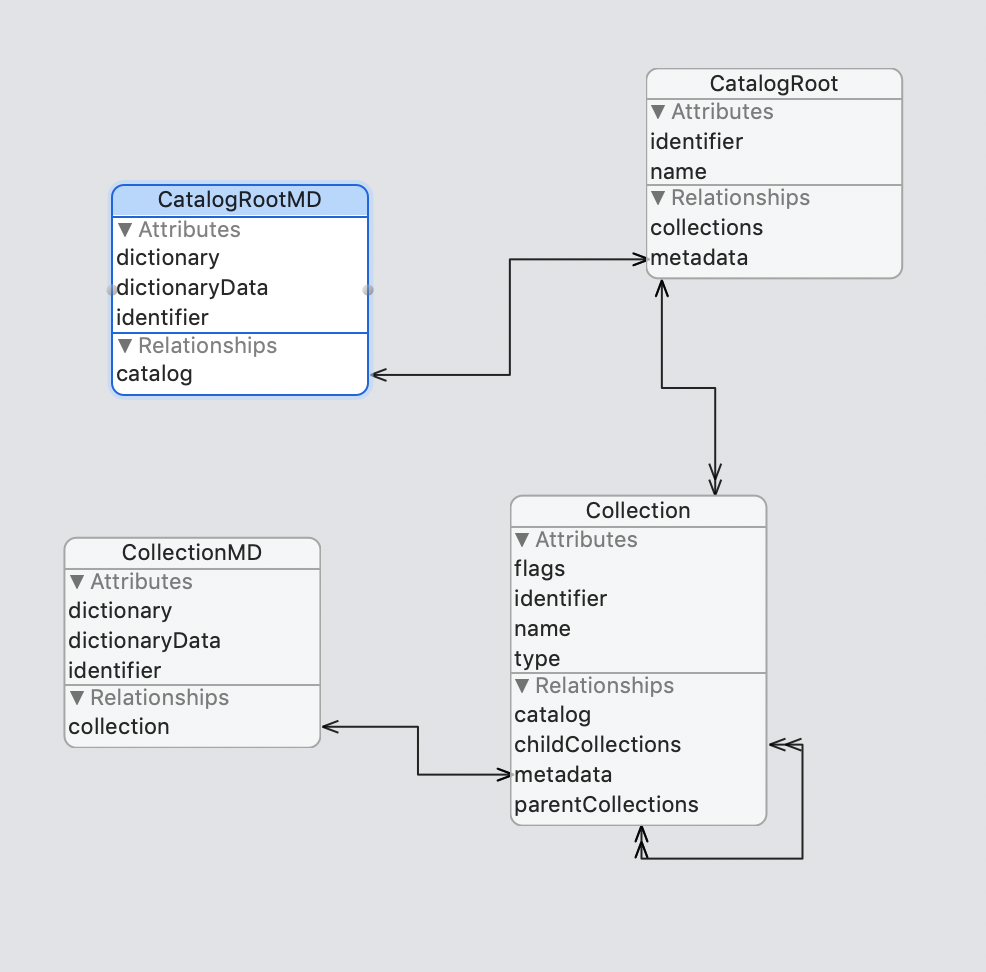 CatalogRoot
▼ Attributes
identifier
name
▼ Relationships
collections
metadata
CatalogRootMD
▼ Attributes
dictionary
dictionaryData
identifier
▼ Relationships
catalog
Collection
▼ Attributes
flags
identifier
name
type
▼ Relationships
catalog
childCollections
metadata
parentCollections
CollectionMD
▼ Attributes
dictionary
dictionaryData
identifier
▼ Relationships
collection